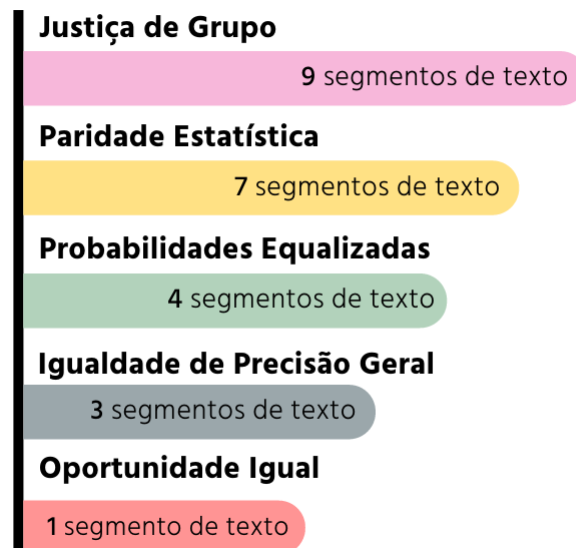 Justiça de Grupo
9 segmentos de texto
Paridade Estatística
7 segmentos de texto
Probabilidades Equalizadas
4 segmentos de texto
Igualdade de Precisão Geral
3 segmentos de texto
Oportunidade Igual
1 segmento de texto